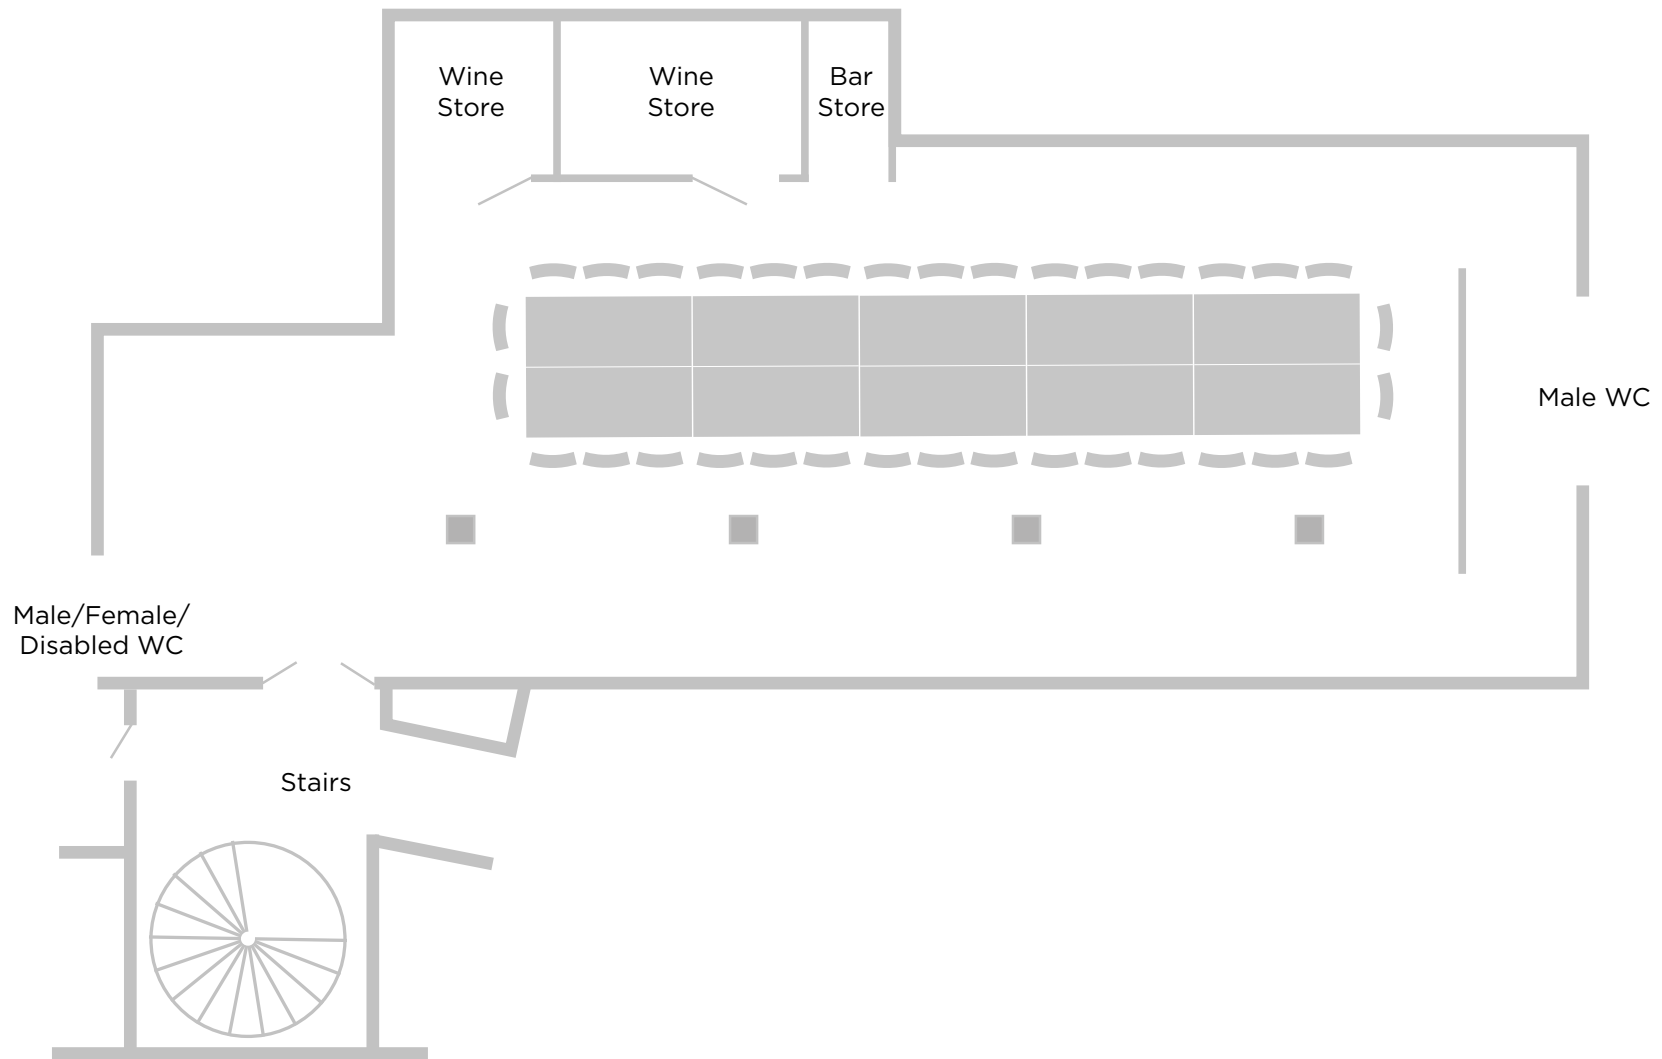 Wine
Store
Wine
Store
Bar
Store
Male WC
Male/Female/
Disabled WC
Stairs